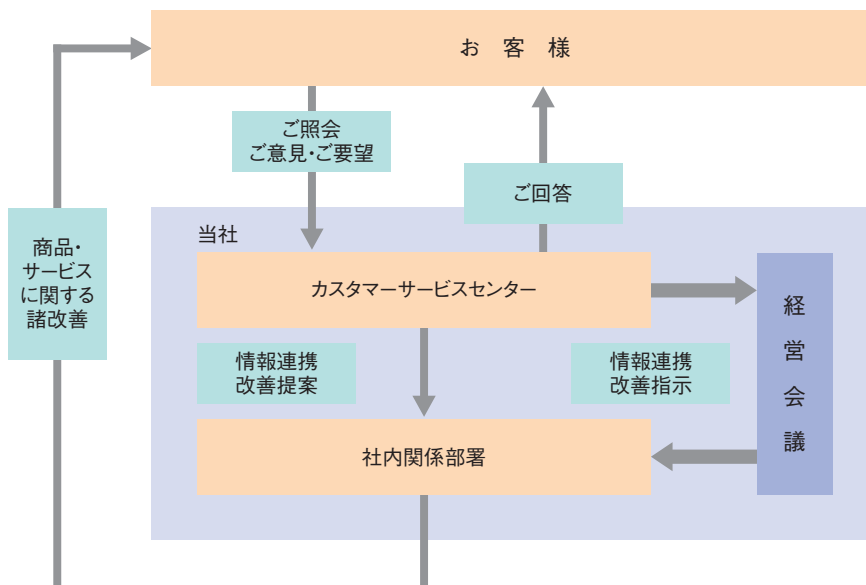 お　客　様
ご照会
ご意見・ご要望
ご回答
商品・
サービス
に関する
諸改善
当社
カスタマーサービスセンター
経営会議
情報連携
改善提案
情報連携
改善指示
社内関係部署